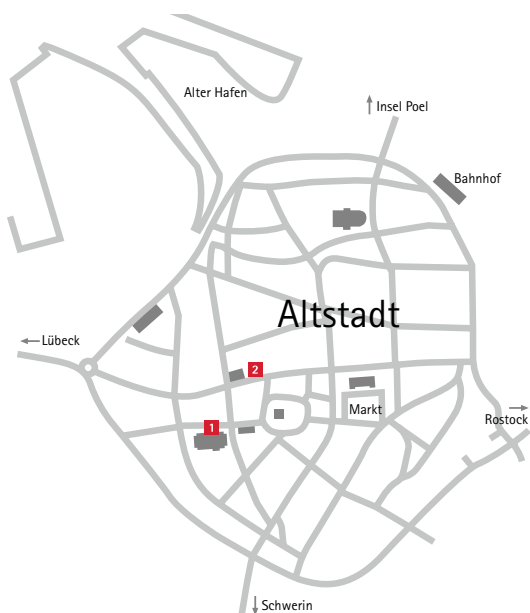 Alter Hafen
Insel Poel
Bahnhof
Altstadt
Lübeck
2
Markt
Rostock
1
Schwerin